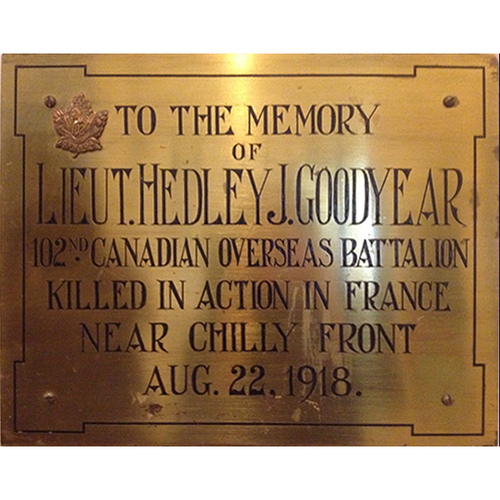 TO THE MEMORY
OF
LIEUT. HEDLEY J. GOODYEAR
102ND CANADIAN OVERSEAS BATTALION
KILLED IN ACTION IN FRANCE
NEAR CHILLY FRONT
AUG. 22, 1918.